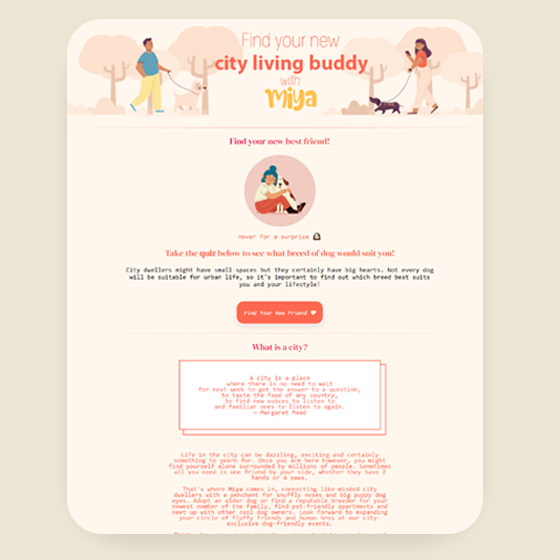 Find your new
city living buddy
with
miya
Find your new best friend!
Hover for a surprise
Take the quiz below to see what breed of dog would suit you!
City dwellers might have small spaces but they certainly have big hearts. Not every dog
will be suitable for urban life, so it's important to find out which breed best suits
you and your lifestyle!
Find Your New Friend
What is a city?
A city is a place
where there is no need to wait
for next week to get the answer to a question,
to taste the food of any country,
to find new voices to listen to
and familiar ones to listen to again.
~ Margaret Mead
Life in the city can be dazzling, exciting and certainly
something to yearn for. Once you are here however, you might
find yourself alone surrounded by millions of people. Sometimes
all you need is one friend by your side, whether they have 2
hands or 4 paws.
That's where Miya comes in, connecting like-minded city
dwellers with a penchant for snuffly noses and big puppy dog
eyes. Adopt an older dog or find a reputable breeder for your
newest member of the family, find pet-friendly apartments and
meet up with other cool dog owners. Look forward to expanding
your circle of fluffy friends and human bros at our city-
exclusive dog-friendly events.